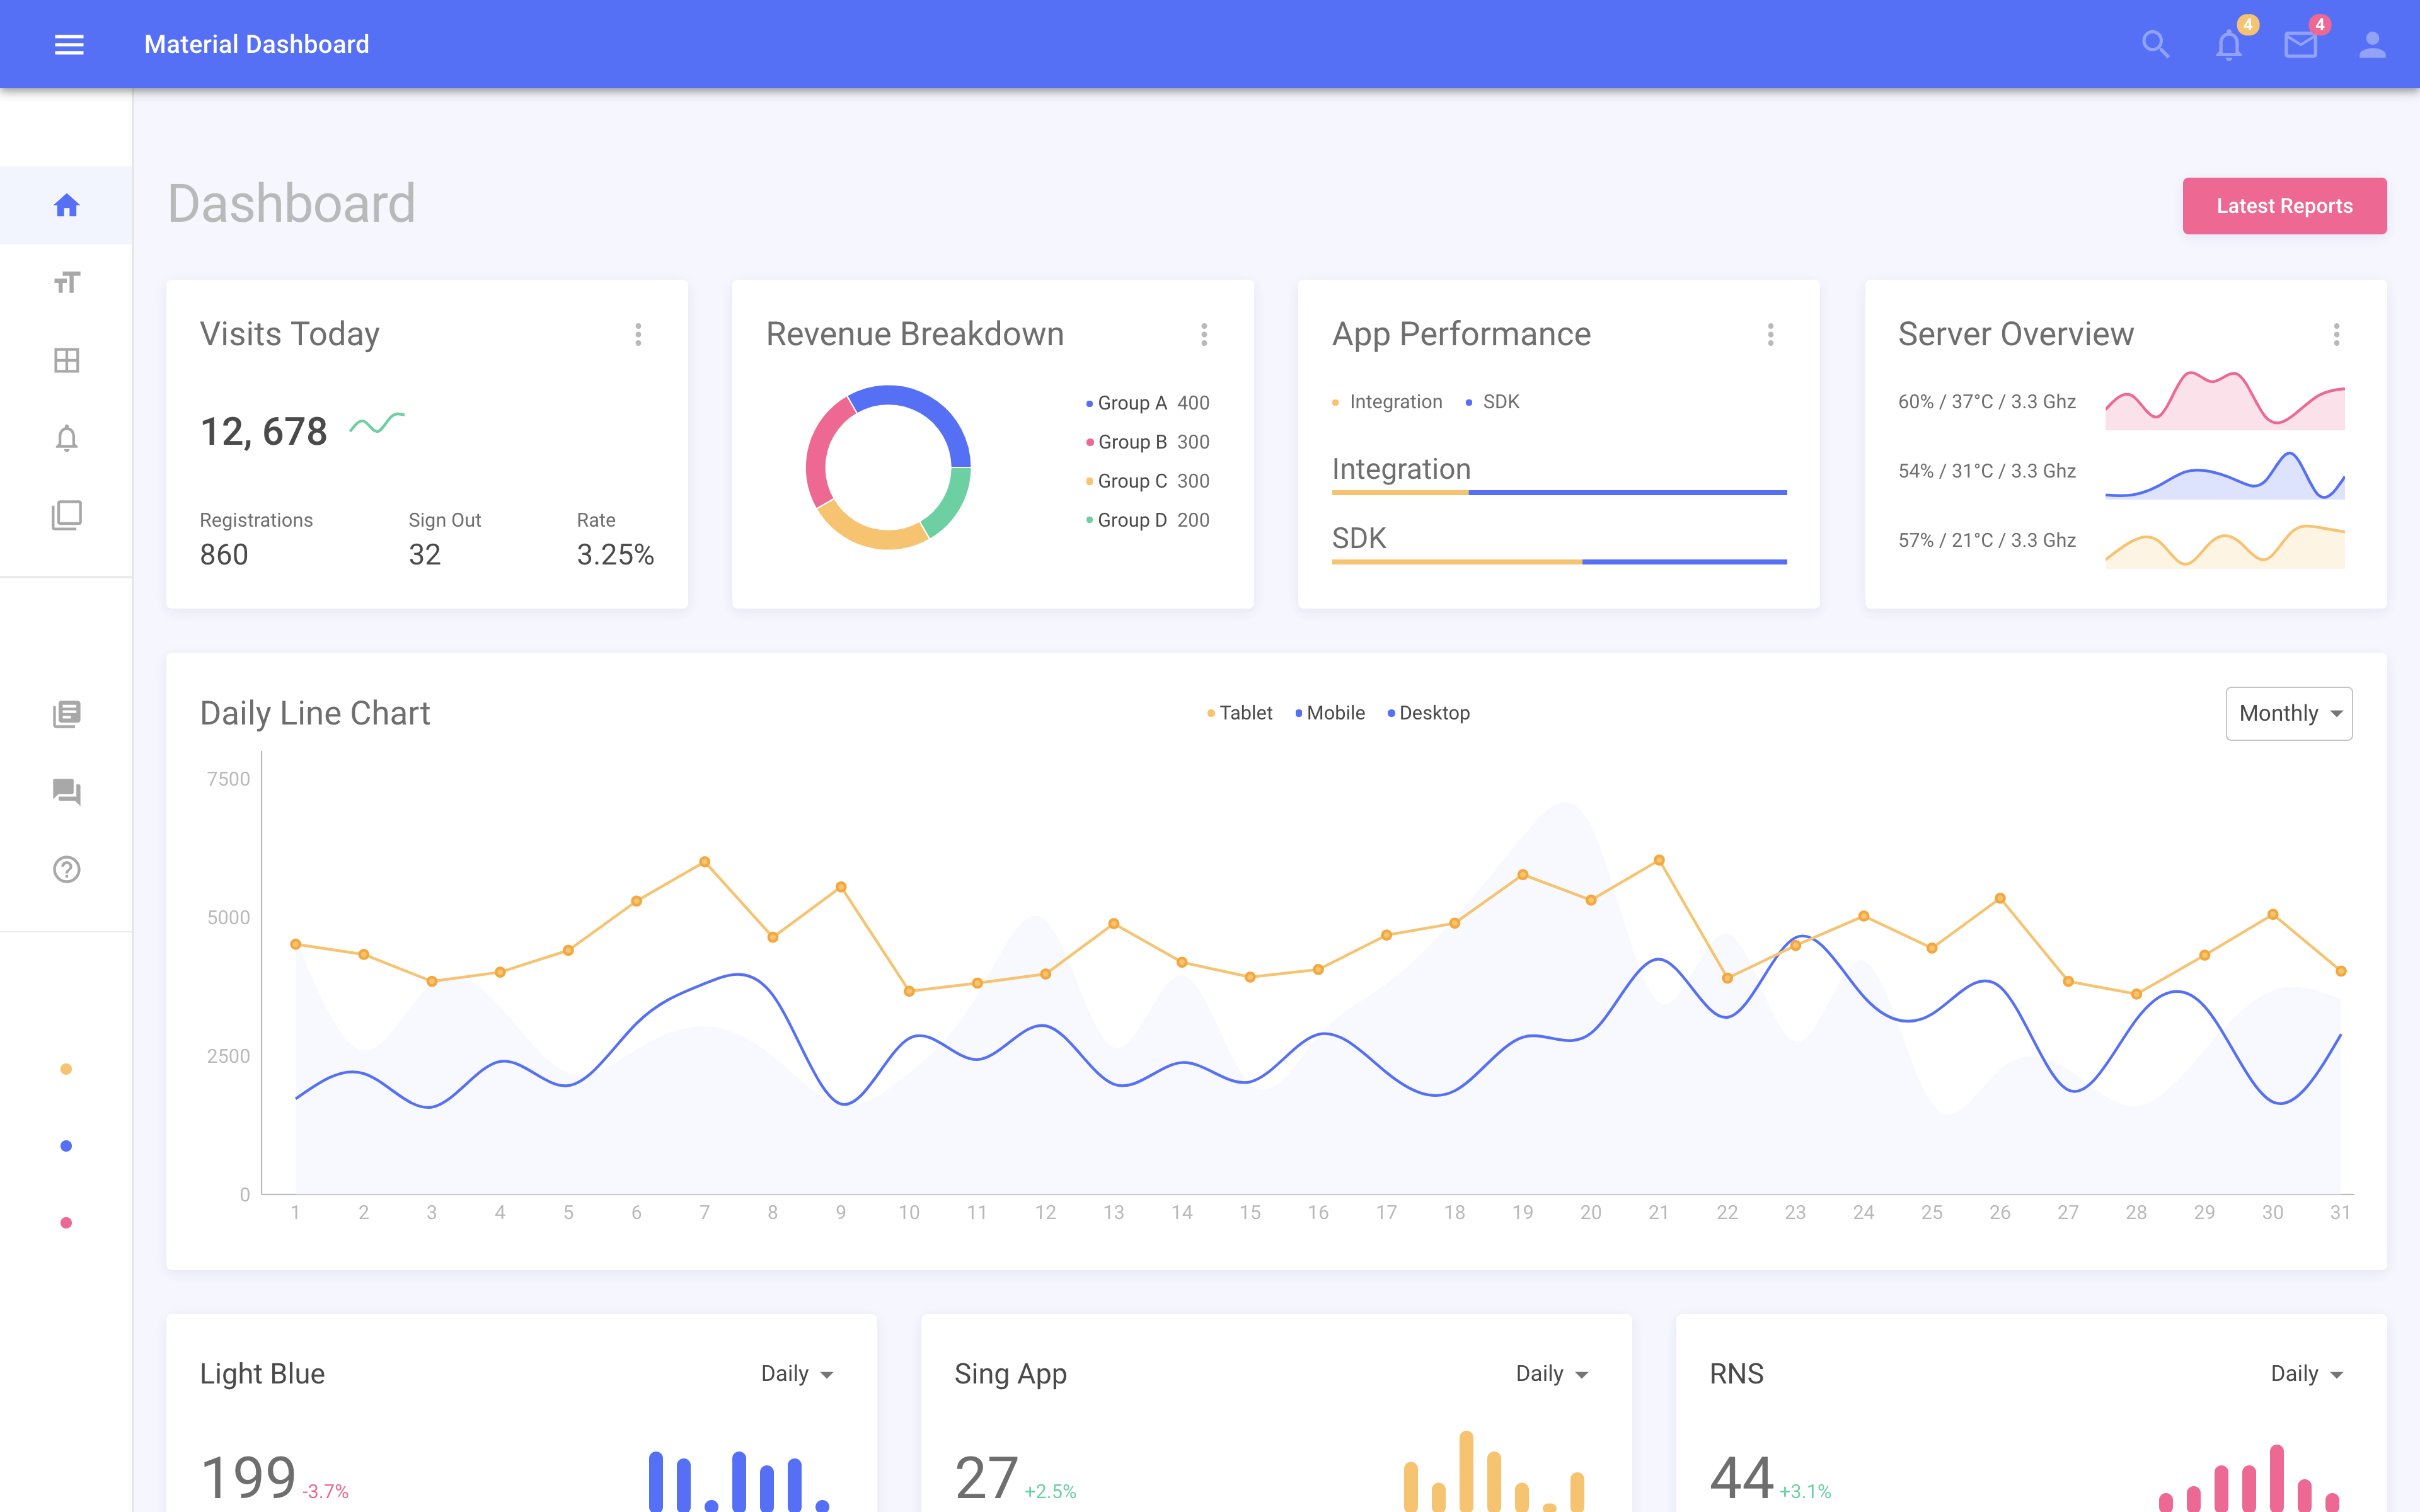 Material Dashboard
4
4
Dashboard
Latest Reports
Visits Today
12, 678
Registrations
860
Sign Out
32
Rate
3.25%
Revenue Breakdown
Group A 400
Group B 300
Group C 300
Group D 200
App Performance
Integration SDK
Integration
SDK
Server Overview
60% / 37°C / 3.3 Ghz
54% / 31°C / 3.3 Ghz
57% / 21°C / 3.3 Ghz
Daily Line Chart
Tablet Mobile Desktop
Monthly
7500
5000
2500
0
1 2 3 4 5 6 7 8 9 10 11 12 13 14 15 16 17 18 19 20 21 22 23 24 25 26 27 28 29 30 31
Light Blue
Daily
199 -3.7%
Sing App
Daily
27 +2.5%
RNS
Daily
44 +3.1%